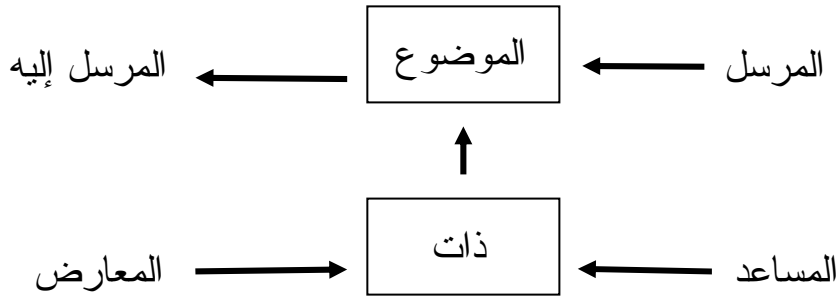 المرسل
الموضوع
المرسل إليه
المساعد
ذات
المعارض